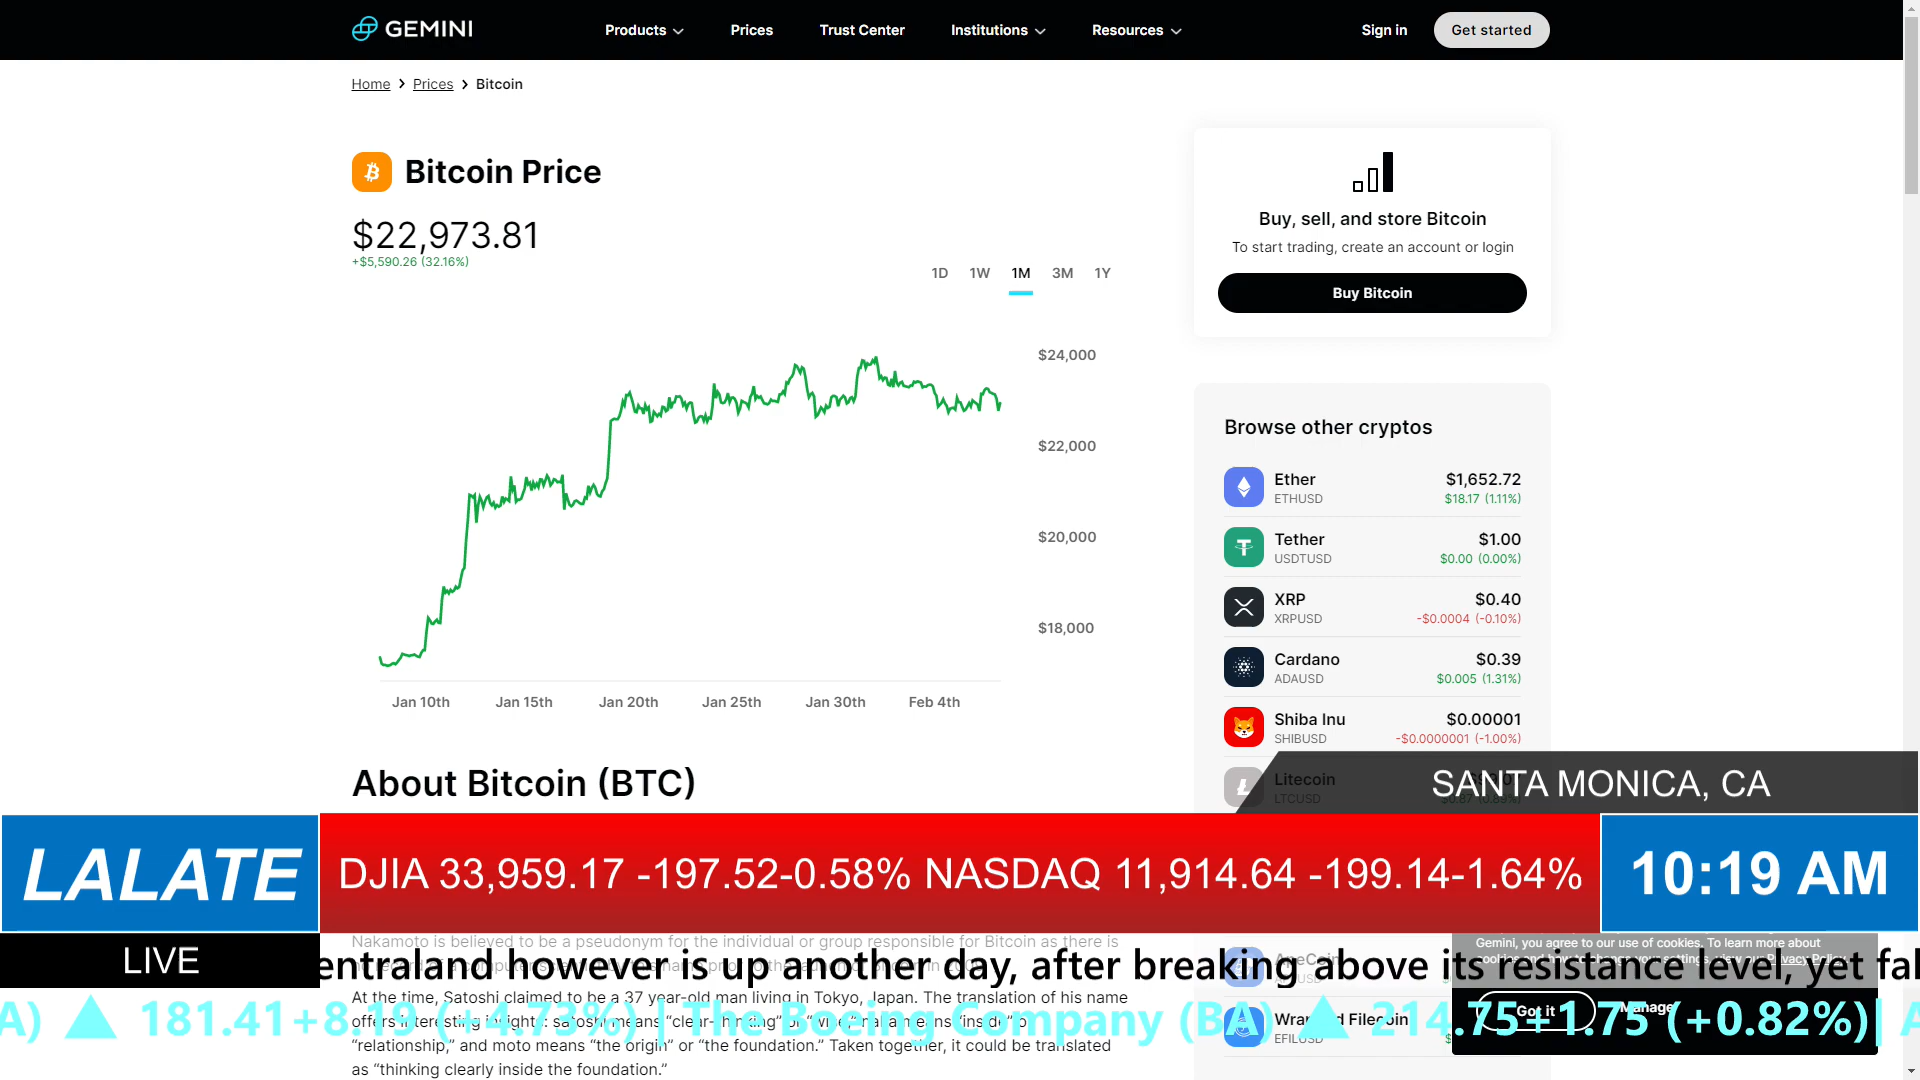 GEMINI
Products
Prices
Trust Center
Institutions
Resources
Sign in
Get started
Home
Prices
Bitcoin
Bitcoin Price
$22,973.81
+$5,590.26 (32.16%)
1D 1W 1M 3M 1Y
$24,000
$22,000
$20,000
$18,000
Jan 10th Jan 15th Jan 20th Jan 25th Jan 30th Feb 4th
Buy, sell, and store Bitcoin
To start trading, create an account or login
Buy Bitcoin
Browse other cryptos
Ether $1,652.72
ETHUSD $18.17 (1.11%)
Tether $1.00
USDTUSD $0.00 (0.00%)
XRP $0.40
XRPUSD -$0.0004 (-0.10%)
Cardano $0.39
ADAUSD $0.005 (1.31%)
Shiba Inu $0.00001
SHIBUSD -$0.0000001 (-1.00%)
Litecoin
LTCUSD $0.87 (0.89%)
About Bitcoin (BTC)
SANTA MONICA, CA
LALATE
DJIA 33,959.17 -197.52-0.58% NASDAQ 11,914.64 -199.14-1.64%
10:19 AM
LIVE
Nakamoto is believed to be a pseudonym for the individual or group responsible for Bitcoin as there is
Gemini, you agree to our use of cookies. To learn more about
entraland however is up another day, after breaking above its resistance level, yet fal
ApeCoin
At the time, Satoshi claimed to be a 37 year-old man living in Tokyo, Japan. The translation of his name
A) ▲ 181.41+8.19 (+4.73%) | The Boeing Company (BA) ▲ 214.75+1.75 (+0.82%)| A
Got it
Manage
Wrapped Filecoin
EFILUSD
"relationship," and moto means "the origin" or "the foundation." Taken together, it could be translated
as "thinking clearly inside the foundation."